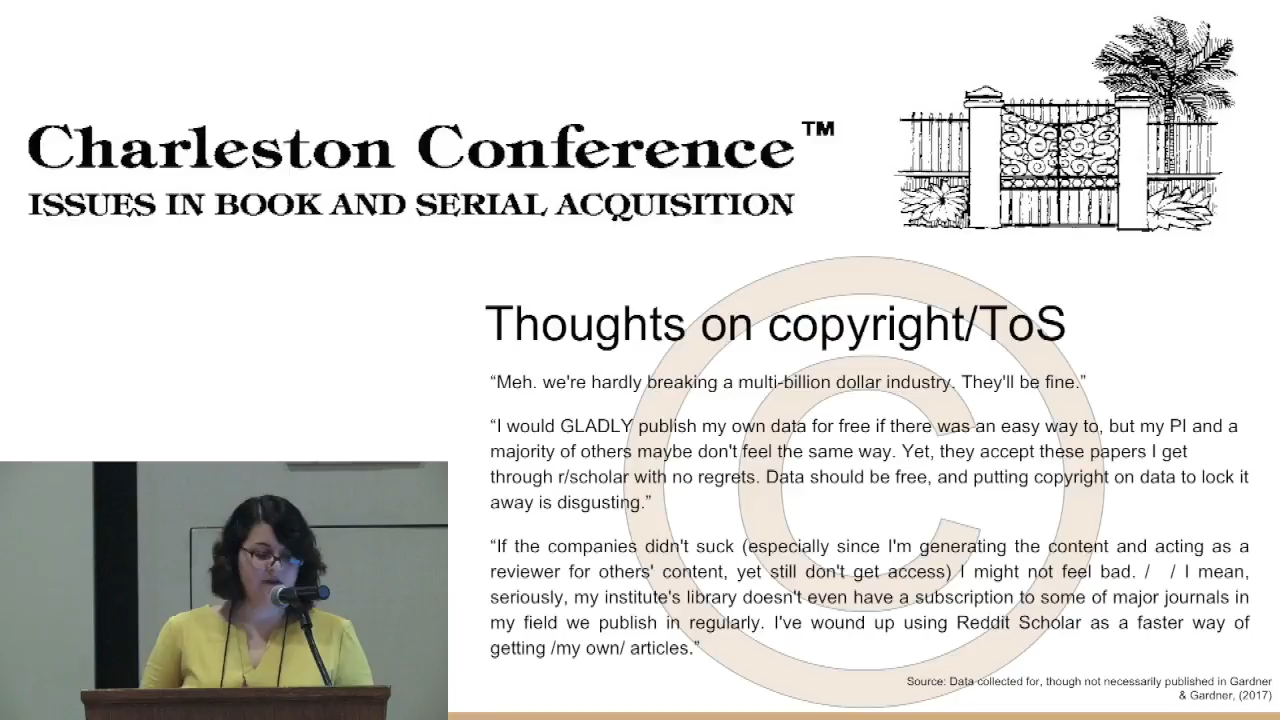 Charleston Conference™
ISSUES IN BOOK AND SERIAL ACQUISITION
Thoughts on copyright/ToS
“Meh. we're hardly breaking a multi-billion dollar industry. They'll be fine.”
“I would GLADLY publish my own data for free if there was an easy way to, but my PI and a
majority of others maybe don't feel the same way. Yet, they accept these papers I get
through r/scholar with no regrets. Data should be free, and putting copyright on data to lock it
away is disgusting.”
“If the companies didn't suck (especially since I'm generating the content and acting as a
reviewer for others' content, yet still don't get access) I might not feel bad. / / I mean,
seriously, my institute's library doesn't even have a subscription to some of major journals in
my field we publish in regularly. I've wound up using Reddit Scholar as a faster way of
getting /my own/ articles.”
Source: Data collected for, though not necessarily published in Gardner
& Gardner, (2017)